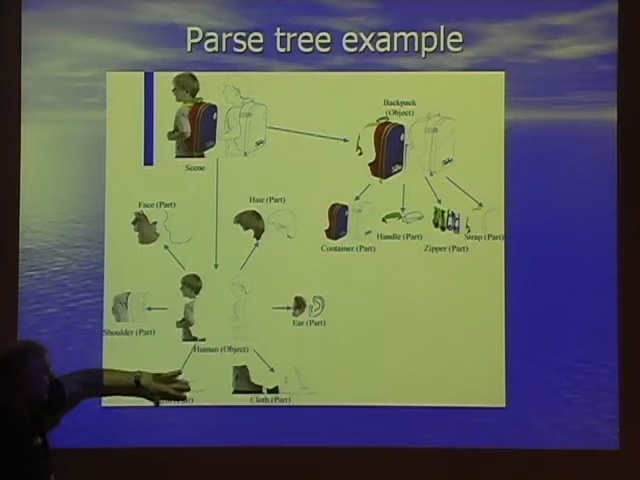 Parse tree example
Backpack
(Object)
Scene
Face (Part)
Hair (Part)
Container (Part)
Handle (Part)
Zipper (Part)
Strap (Part)
Shoulder (Part)
Ear (Part)
Human (Object)
Cloth (Part)